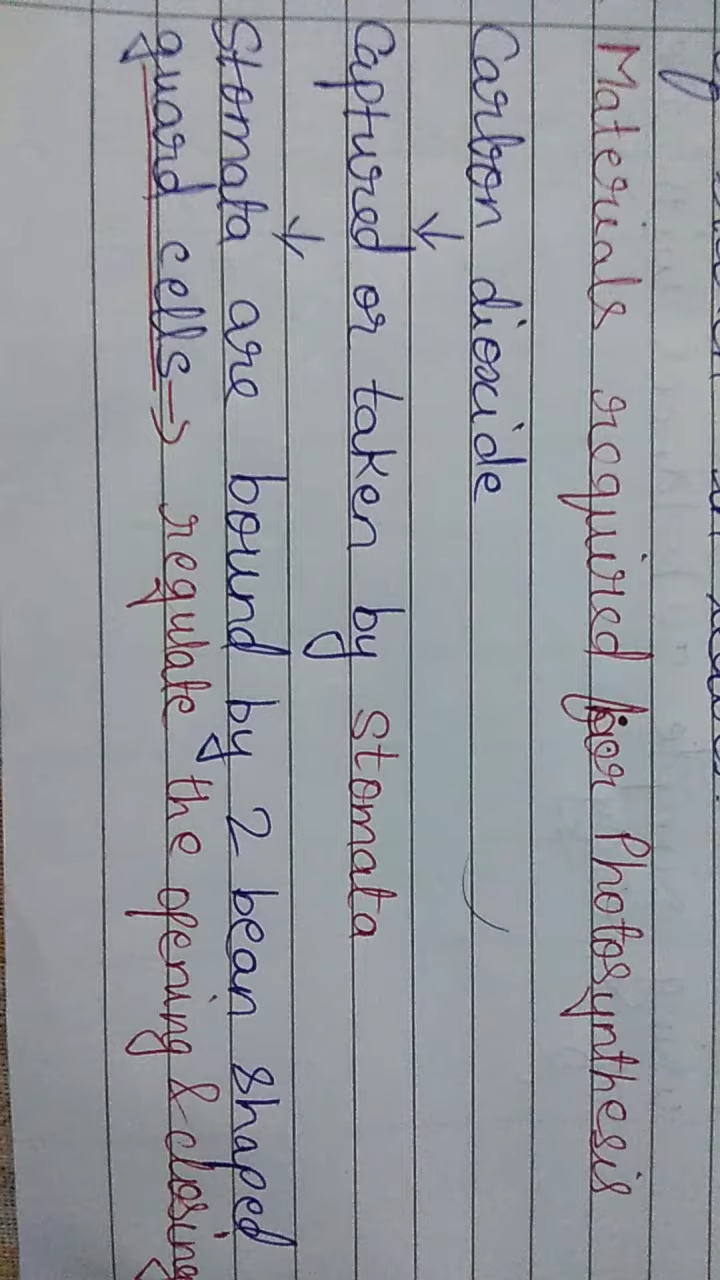 Materials required for Photosynthesis
Carbon dioxide
↓
Captured or taken by stomata
↓
Stomata are bound by 2 bean shaped
guard cells → regulate the opening & closing